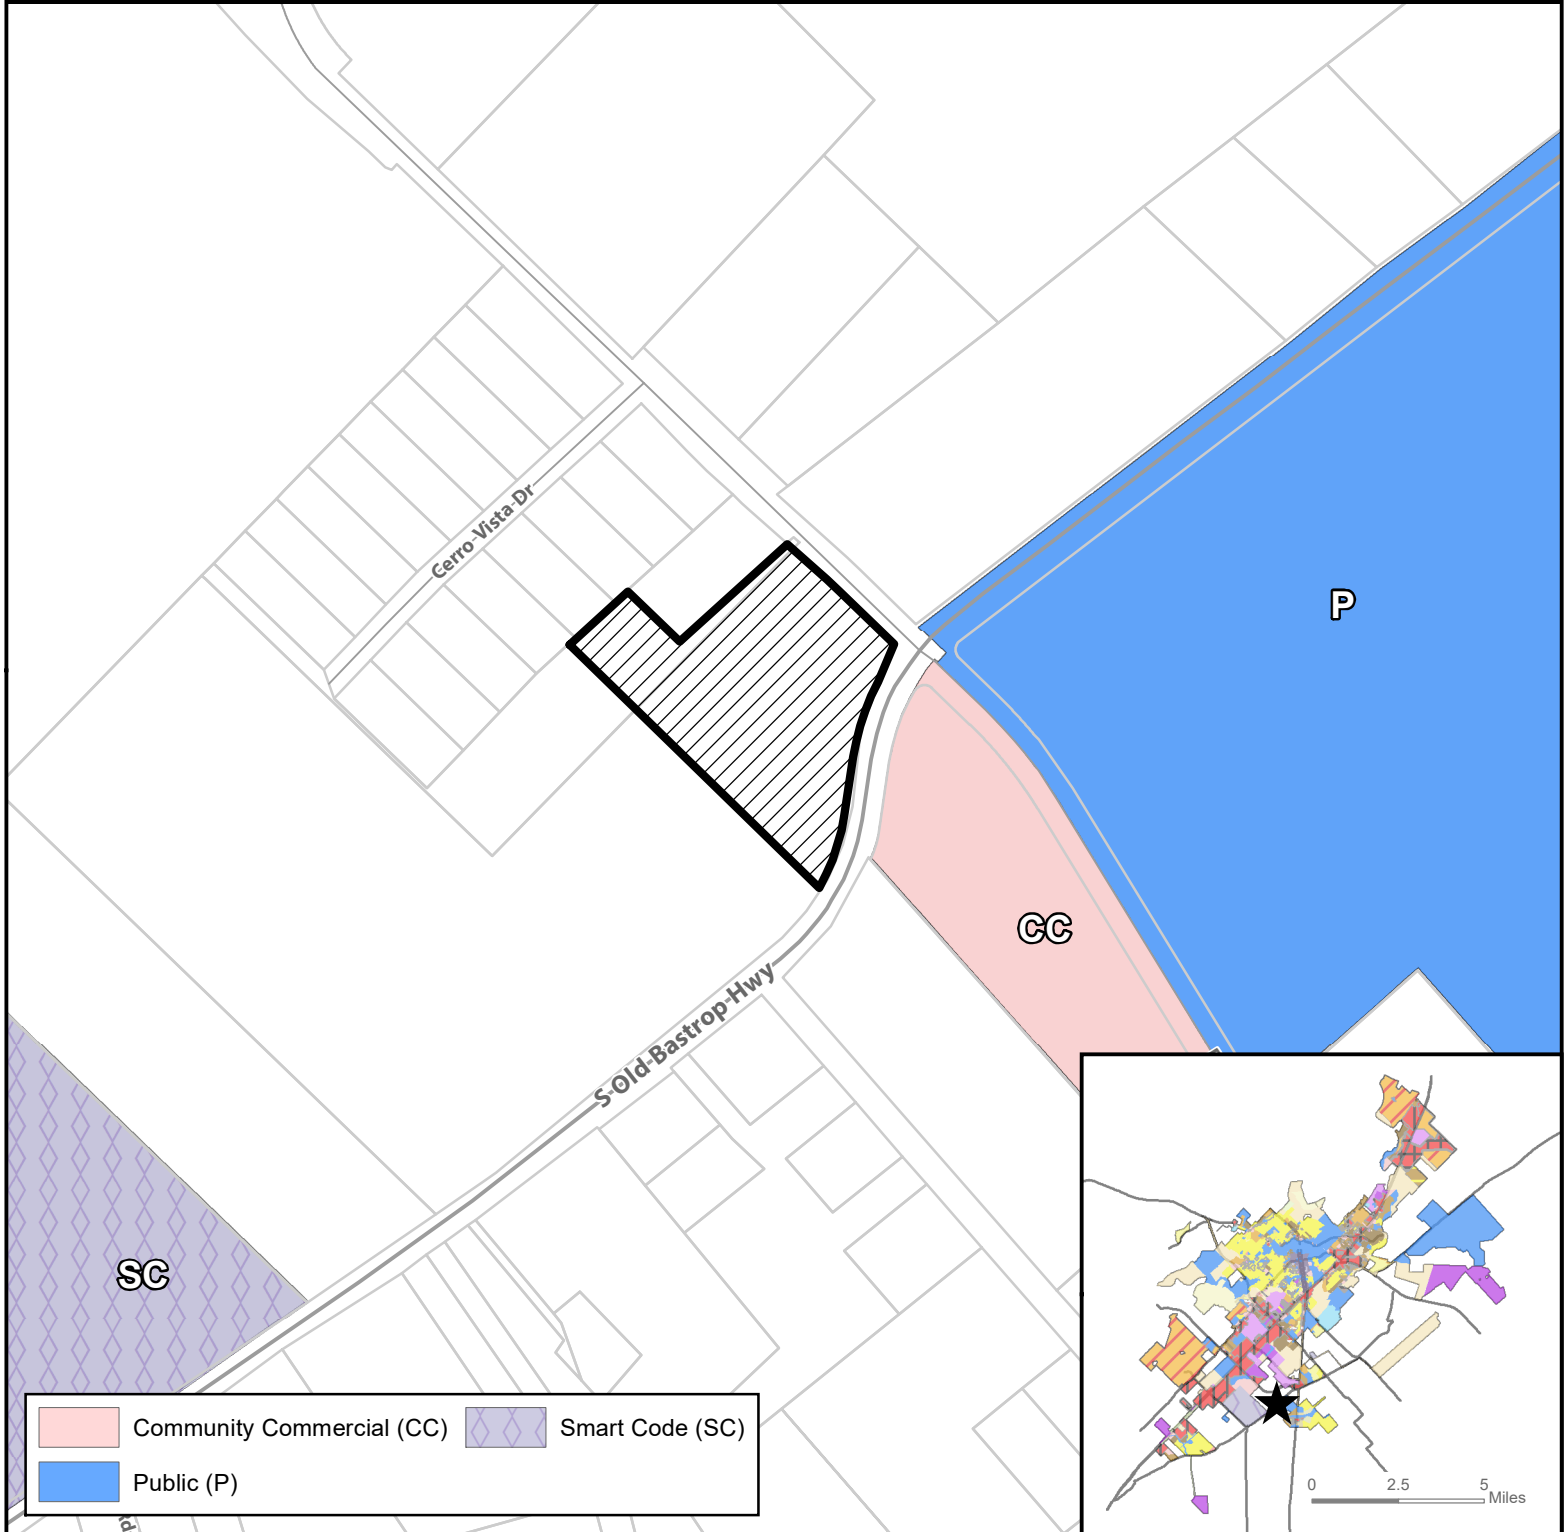 Cerro Vista Dr
P
CC
S Old Bastrop Hwy
SC
Community Commercial (CC)
Smart Code (SC)
Public (P)
0 2.5 5
Miles